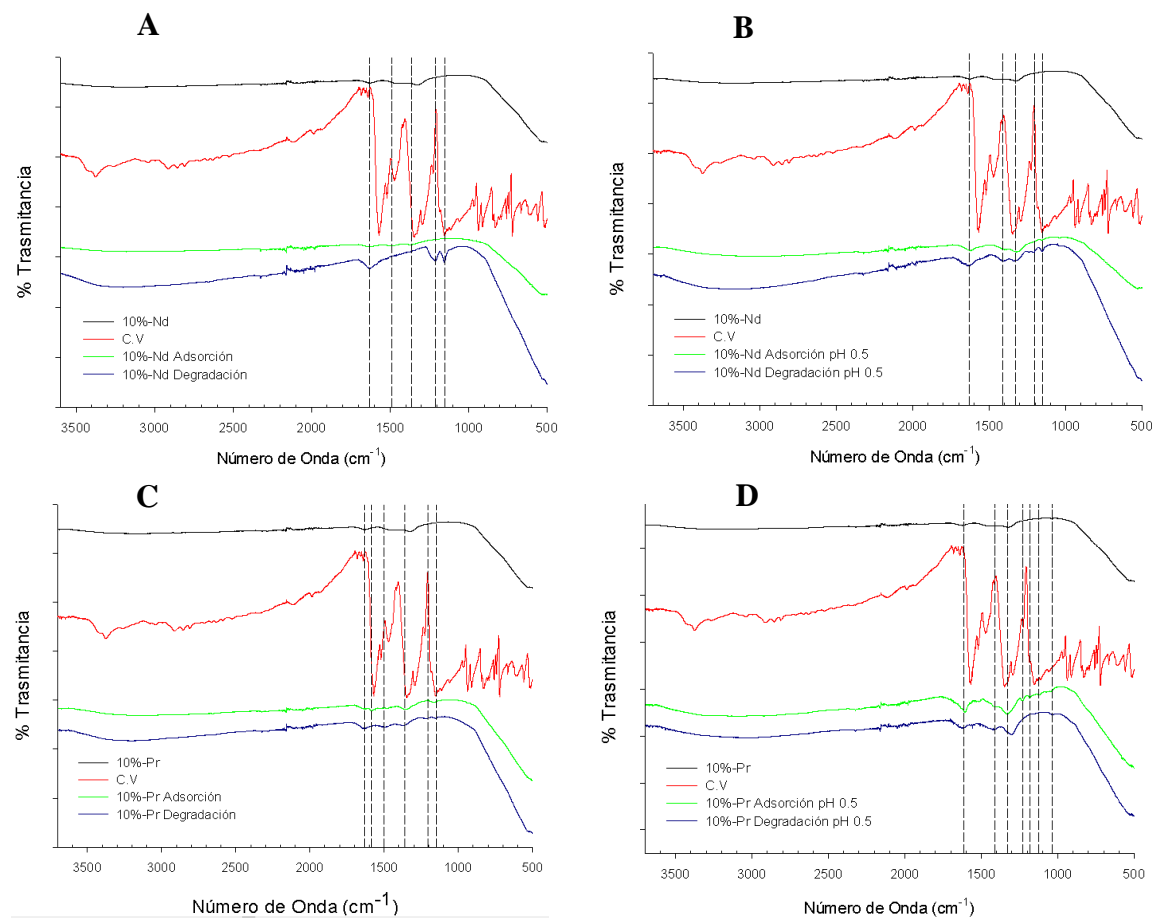 A
% Trasmitancia
10%-Nd
C.V
10%-Nd Adsorción
10%-Nd Degradación
3500 3000 2500 2000 1500 1000 500
Número de Onda (cm-1)
B
% Trasmitancia
10%-Nd
C.V
10%-Nd Adsorción pH 0.5
10%-Nd Degradación pH 0.5
3500 3000 2500 2000 1500 1000 500
Número de Onda (cm-1)
C
% Trasmitancia
10%-Pr
C.V
10%-Pr Adsorción
10%-Pr Degradación
3500 3000 2500 2000 1500 1000 500
Número de Onda (cm-1)
D
% Trasmitancia
10%-Pr
C.V
10%-Pr Adsorción pH 0.5
10%-Pr Degradación pH 0.5
3500 3000 2500 2000 1500 1000 500
Número de Onda (cm-1)